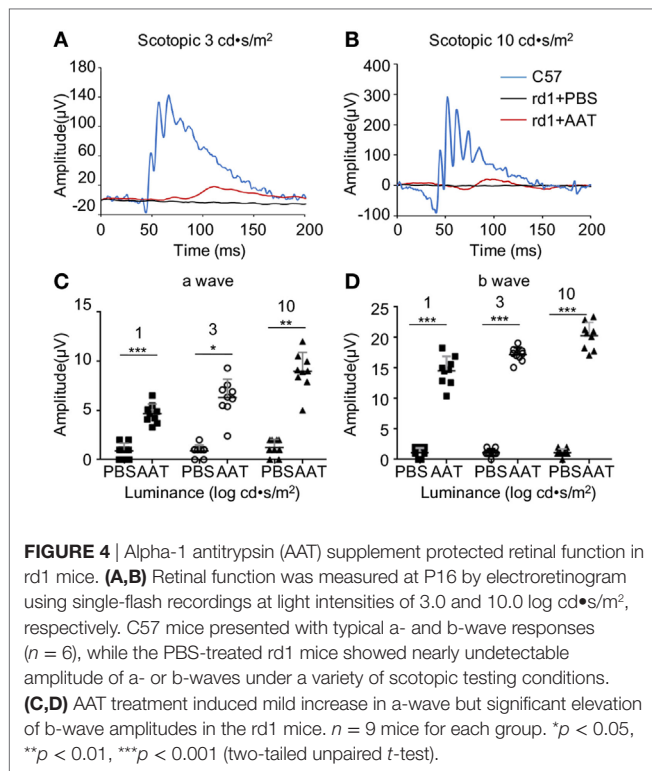 A
Scotopic 3 cd•s/m²
Amplitude(µV)
180
140
100
60
20
-20
0 50 100 150 200
Time (ms)
B
Scotopic 10 cd•s/m²
C57
rd1+PBS
rd1+AAT
Amplitude(µV)
400
300
200
100
0
-100
0 50 100 150 200
Time (ms)
C
a wave
Amplitude(µV)
15
10
5
0
1
***
3
*
10
**
PBS AAT PBS AAT PBS AAT
Luminance (log cd•s/m²)
D
b wave
Amplitude(µV)
25
20
15
10
5
0
1
***
3
***
10
***
PBS AAT PBS AAT PBS AAT
Luminance (log cd•s/m²)
FIGURE 4 | Alpha-1 antitrypsin (AAT) supplement protected retinal function in
rd1 mice. (A,B) Retinal function was measured at P16 by electroretinogram
using single-flash recordings at light intensities of 3.0 and 10.0 log cd•s/m²,
respectively. C57 mice presented with typical a- and b-wave responses
(n = 6), while the PBS-treated rd1 mice showed nearly undetectable
amplitude of a- or b-waves under a variety of scotopic testing conditions.
(C,D) AAT treatment induced mild increase in a-wave but significant elevation
of b-wave amplitudes in the rd1 mice. n = 9 mice for each group. *p < 0.05,
**p < 0.01, ***p < 0.001 (two-tailed unpaired t-test).